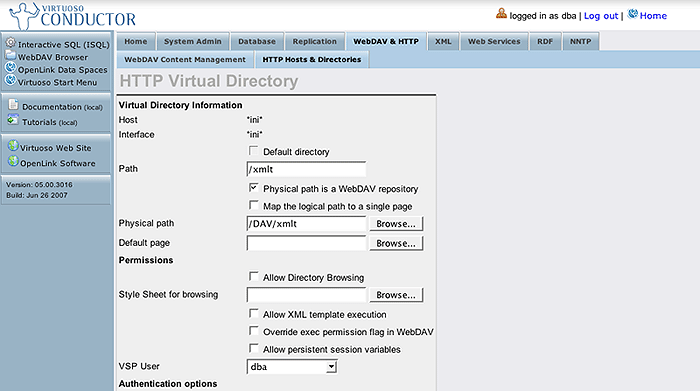 VIRTUOSO
CONDUCTOR
logged in as dba | Log out | Home
Interactive SQL (ISQL)
WebDAV Browser
OpenLink Data Spaces
Virtuoso Start Menu
Documentation (local)
Tutorials (local)
Virtuoso Web Site
OpenLink Software
Version: 05.00.3016
Build: Jun 26 2007
Home System Admin Database Replication WebDAV & HTTP XML Web Services RDF NNTP
WebDAV Content Management HTTP Hosts & Directories
HTTP Virtual Directory
Virtual Directory Information
Host *ini*
Interface *ini*
Default directory
Path /xmlt
Physical path is a WebDAV repository
Map the logical path to a single page
Physical path /DAV/xmlt Browse...
Default page Browse...
Permissions
Allow Directory Browsing
Style Sheet for browsing Browse...
Allow XML template execution
Override exec permission flag in WebDAV
Allow persistent session variables
VSP User dba
Authentication options